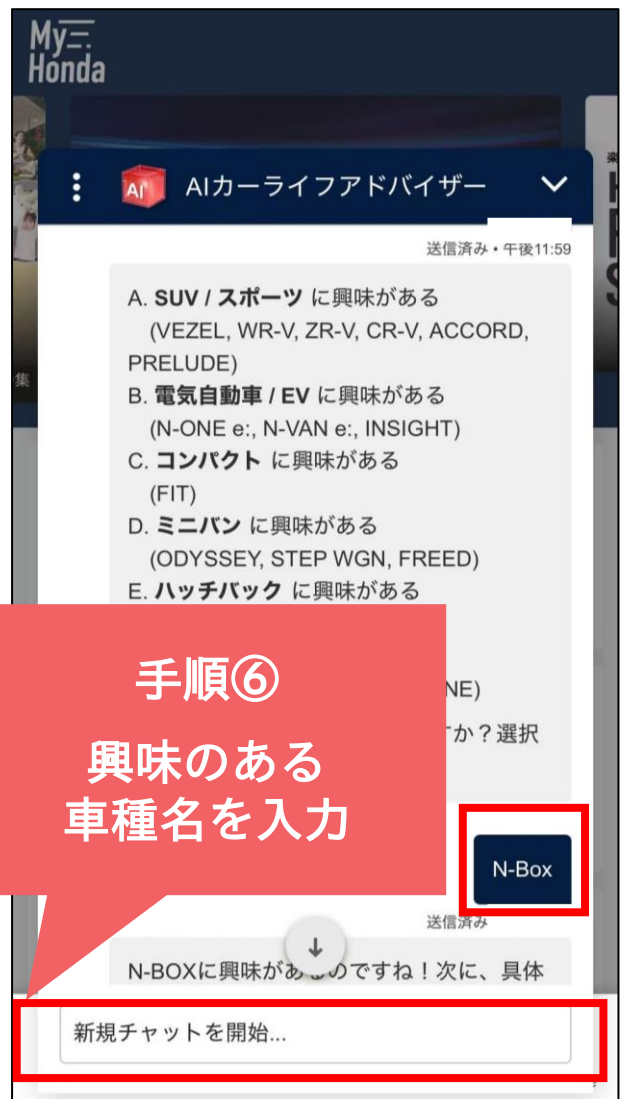 My
Honda
AI
AIカーライフアドバイザー
送信済み・午後11:59
A. SUV / スポーツ に興味がある
(VEZEL, WR-V, ZR-V, CR-V, ACCORD,
PRELUDE)
B. 電気自動車 / EV に興味がある
(N-ONE e:, N-VAN e:, INSIGHT)
C. コンパクト に興味がある
(FIT)
D. ミニバン に興味がある
(ODYSSEY, STEP WGN, FREED)
E. ハッチバック に興味がある
集
手順⑥
興味のある
車種名を入力
NE)
か？選択
N-Box
送信済み
N-BOXに興味があるのですね！次に、具体
新規チャットを開始...